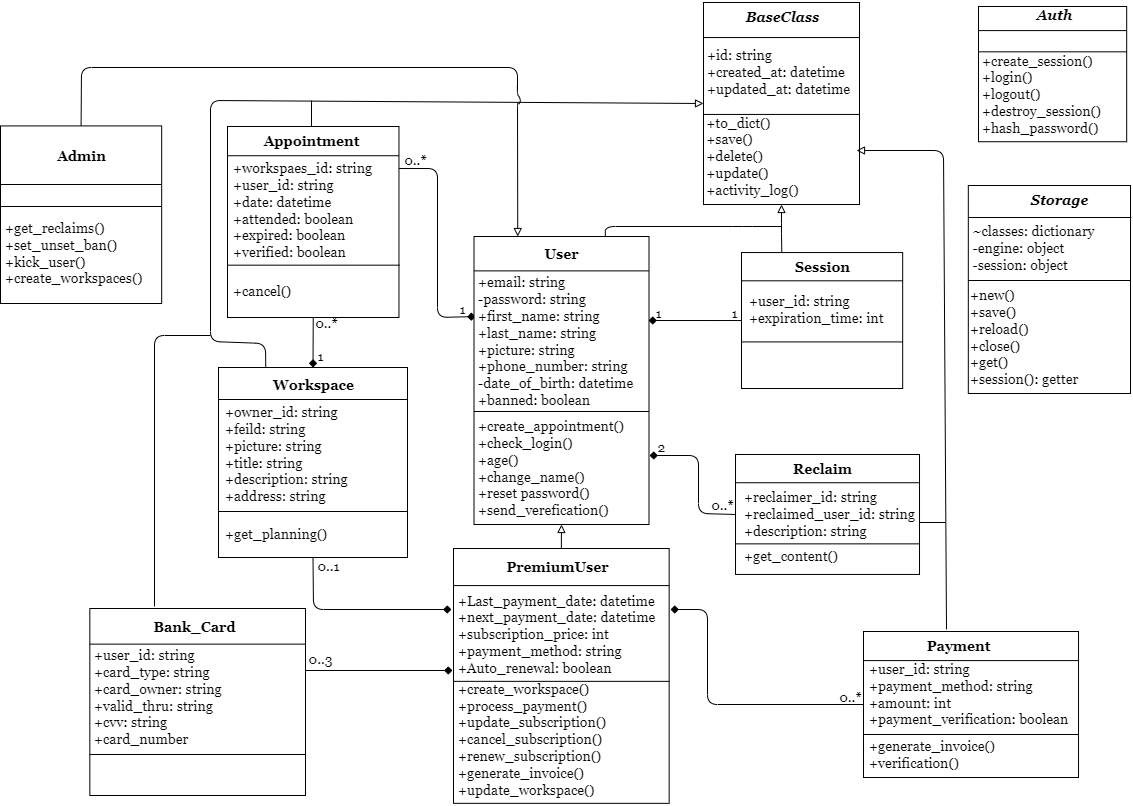 BaseClass
+id: string
+created_at: datetime
+updated_at: datetime
+to_dict()
+save()
+delete()
+update()
+activity_log()
Auth
+create_session()
+login()
+logout()
+destroy_session()
+hash_password()
Admin
+get_reclaims()
+set_unset_ban()
+kick_user()
+create_workspaces()
Appointment
+workspaes_id: string
+user_id: string
+date: datetime
+attended: boolean
+expired: boolean
+verified: boolean
+cancel()
0..*
1
0..*
1
Storage
~classes: dictionary
-engine: object
-session: object
+new()
+save()
+reload()
+close()
+get()
+session(): getter
User
+email: string
-password: string
+first_name: string
+last_name: string
+picture: string
+phone_number: string
-date_of_birth: datetime
+banned: boolean
+create_appointment()
+check_login()
+age()
+change_name()
+reset password()
+send_verefication()
1
1
Session
+user_id: string
+expiration_time: int
Workspace
+owner_id: string
+feild: string
+picture: string
+title: string
+description: string
+address: string
+get_planning()
0..1
2
0..*
Reclaim
+reclaimer_id: string
+reclaimed_user_id: string
+description: string
+get_content()
PremiumUser
+Last_payment_date: datetime
+next_payment_date: datetime
+subscription_price: int
+payment_method: string
+Auto_renewal: boolean
+create_workspace()
+process_payment()
+update_subscription()
+cancel_subscription()
+renew_subscription()
+generate_invoice()
+update_workspace()
Bank_Card
+user_id: string
+card_type: string
+card_owner: string
+valid_thru: string
+cvv: string
+card_number
0..3
0..*
Payment
+user_id: string
+payment_method: string
+amount: int
+payment_verification: boolean
+generate_invoice()
+verification()